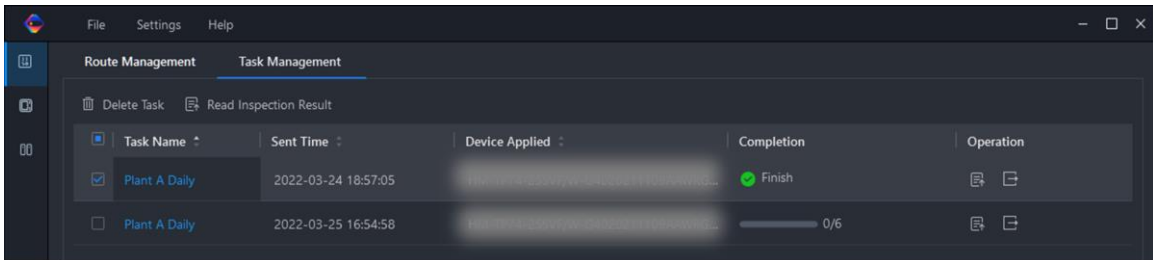 File Settings Help
Route Management Task Management
Delete Task Read Inspection Result
Task Name Sent Time Device Applied Completion Operation
Plant A Daily 2022-03-24 18:57:05 Finish
Plant A Daily 2022-03-25 16:54:58 0/6